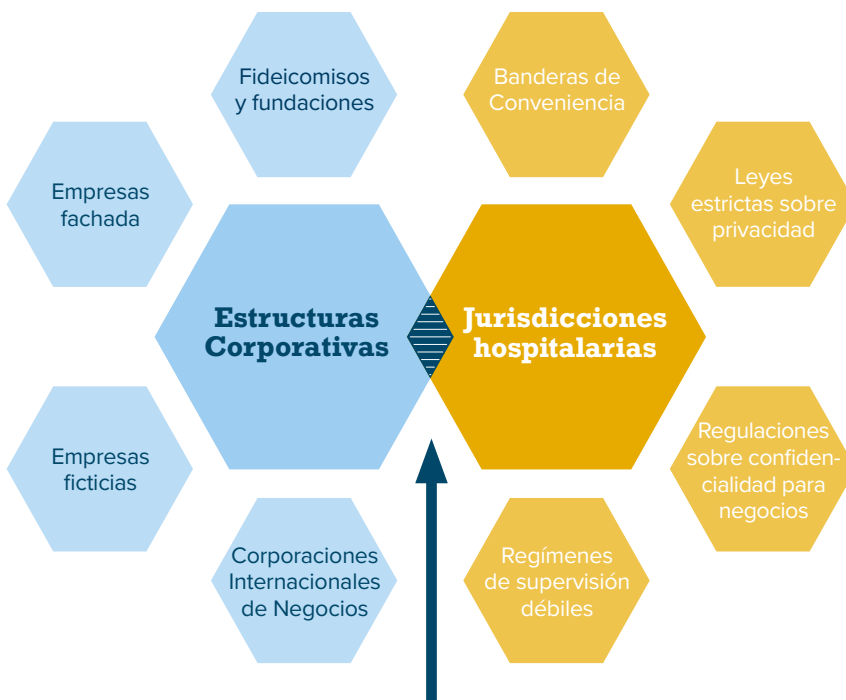 Fideicomisos
y fundaciones
Banderas de
Conveniencia
Empresas
fachada
Leyes
estrictas sobre
privacidad
Estructuras
Corporativas
Jurisdicciones
hospitalarias
Empresas
ficticias
Regulaciones
sobre confiden-
cialidad para
negocios
Corporaciones
Internacionales
de Negocios
Regímenes
de supervisión
débiles